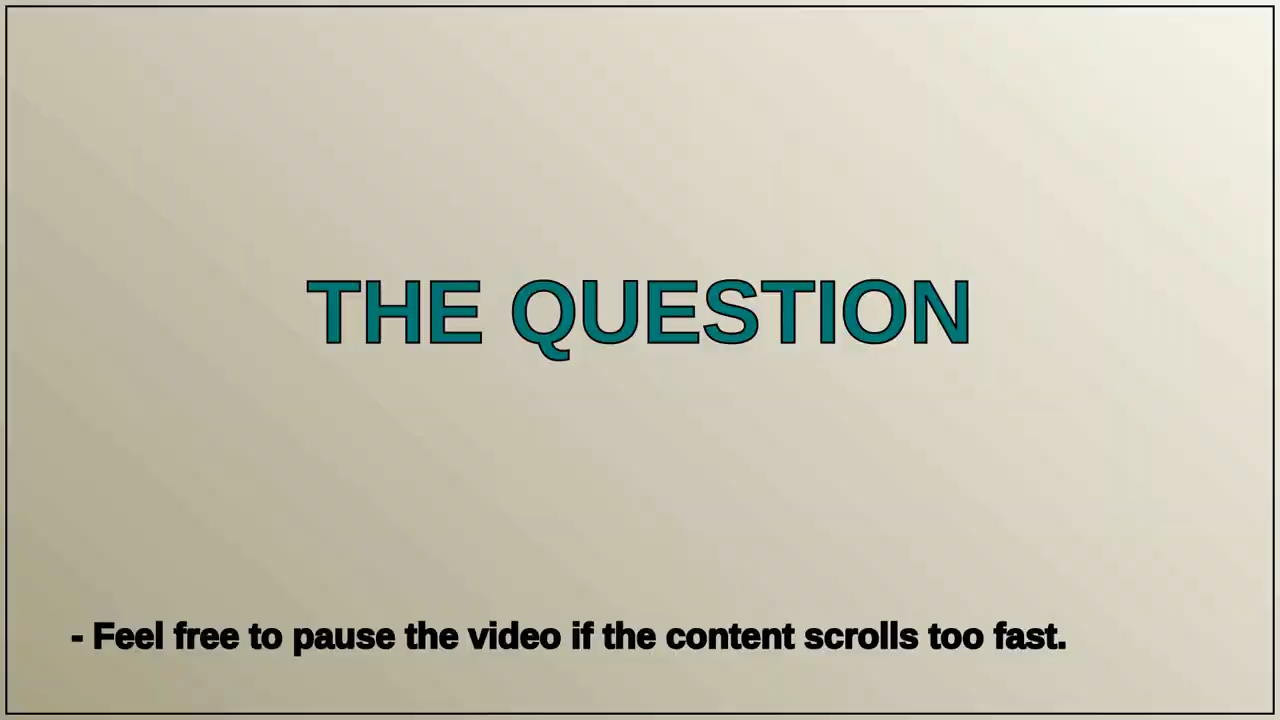 THE QUESTION
- Feel free to pause the video if the content scrolls too fast.